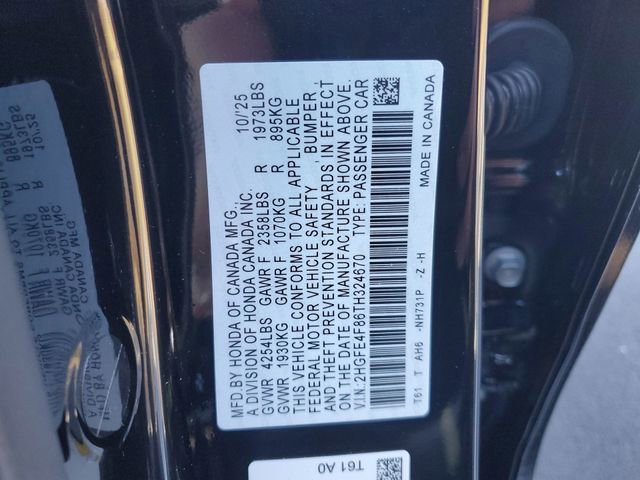 MFD BY HONDA OF CANADA MFG., 10/'25
A DIVISION OF HONDA CANADA INC.
GVWR 4254LBS GAWR F 2358LBS R 1973LBS
GVWR 1930KG GAWR F 1070KG R 895KG
THIS VEHICLE CONFORMS TO ALL APPLICABLE
FEDERAL MOTOR VEHICLE SAFETY, BUMPER
AND THEFT PREVENTION STANDARDS IN EFFECT
ON THE DATE OF MANUFACTURE SHOWN ABOVE.
V.I.N.:2HGFE4F86TH324670 TYPE: PASSENGER CAR
T61 T AH6 -NH731P -Z -H MADE IN CANADA
T61 A0